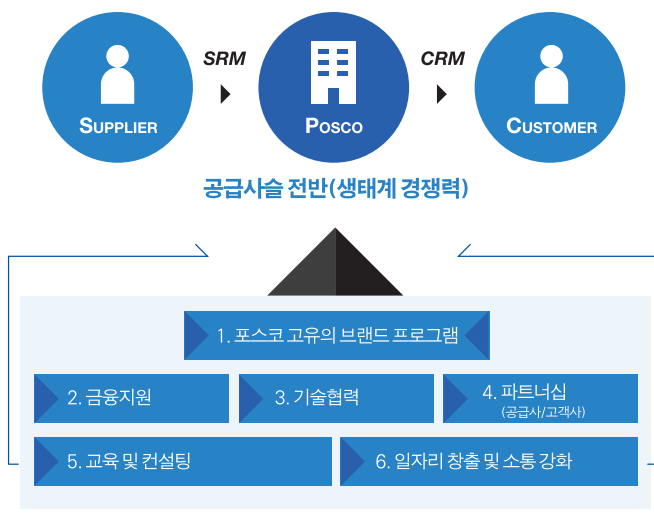 SRM
CRM
SUPPLIER
POSCO
CUSTOMER
공급사슬 전반(생태계 경쟁력)
1. 포스코 고유의 브랜드 프로그램
2. 금융지원
3. 기술협력
4. 파트너십
(공급사/고객사)
5. 교육 및 컨설팅
6. 일자리 창출 및 소통 강화